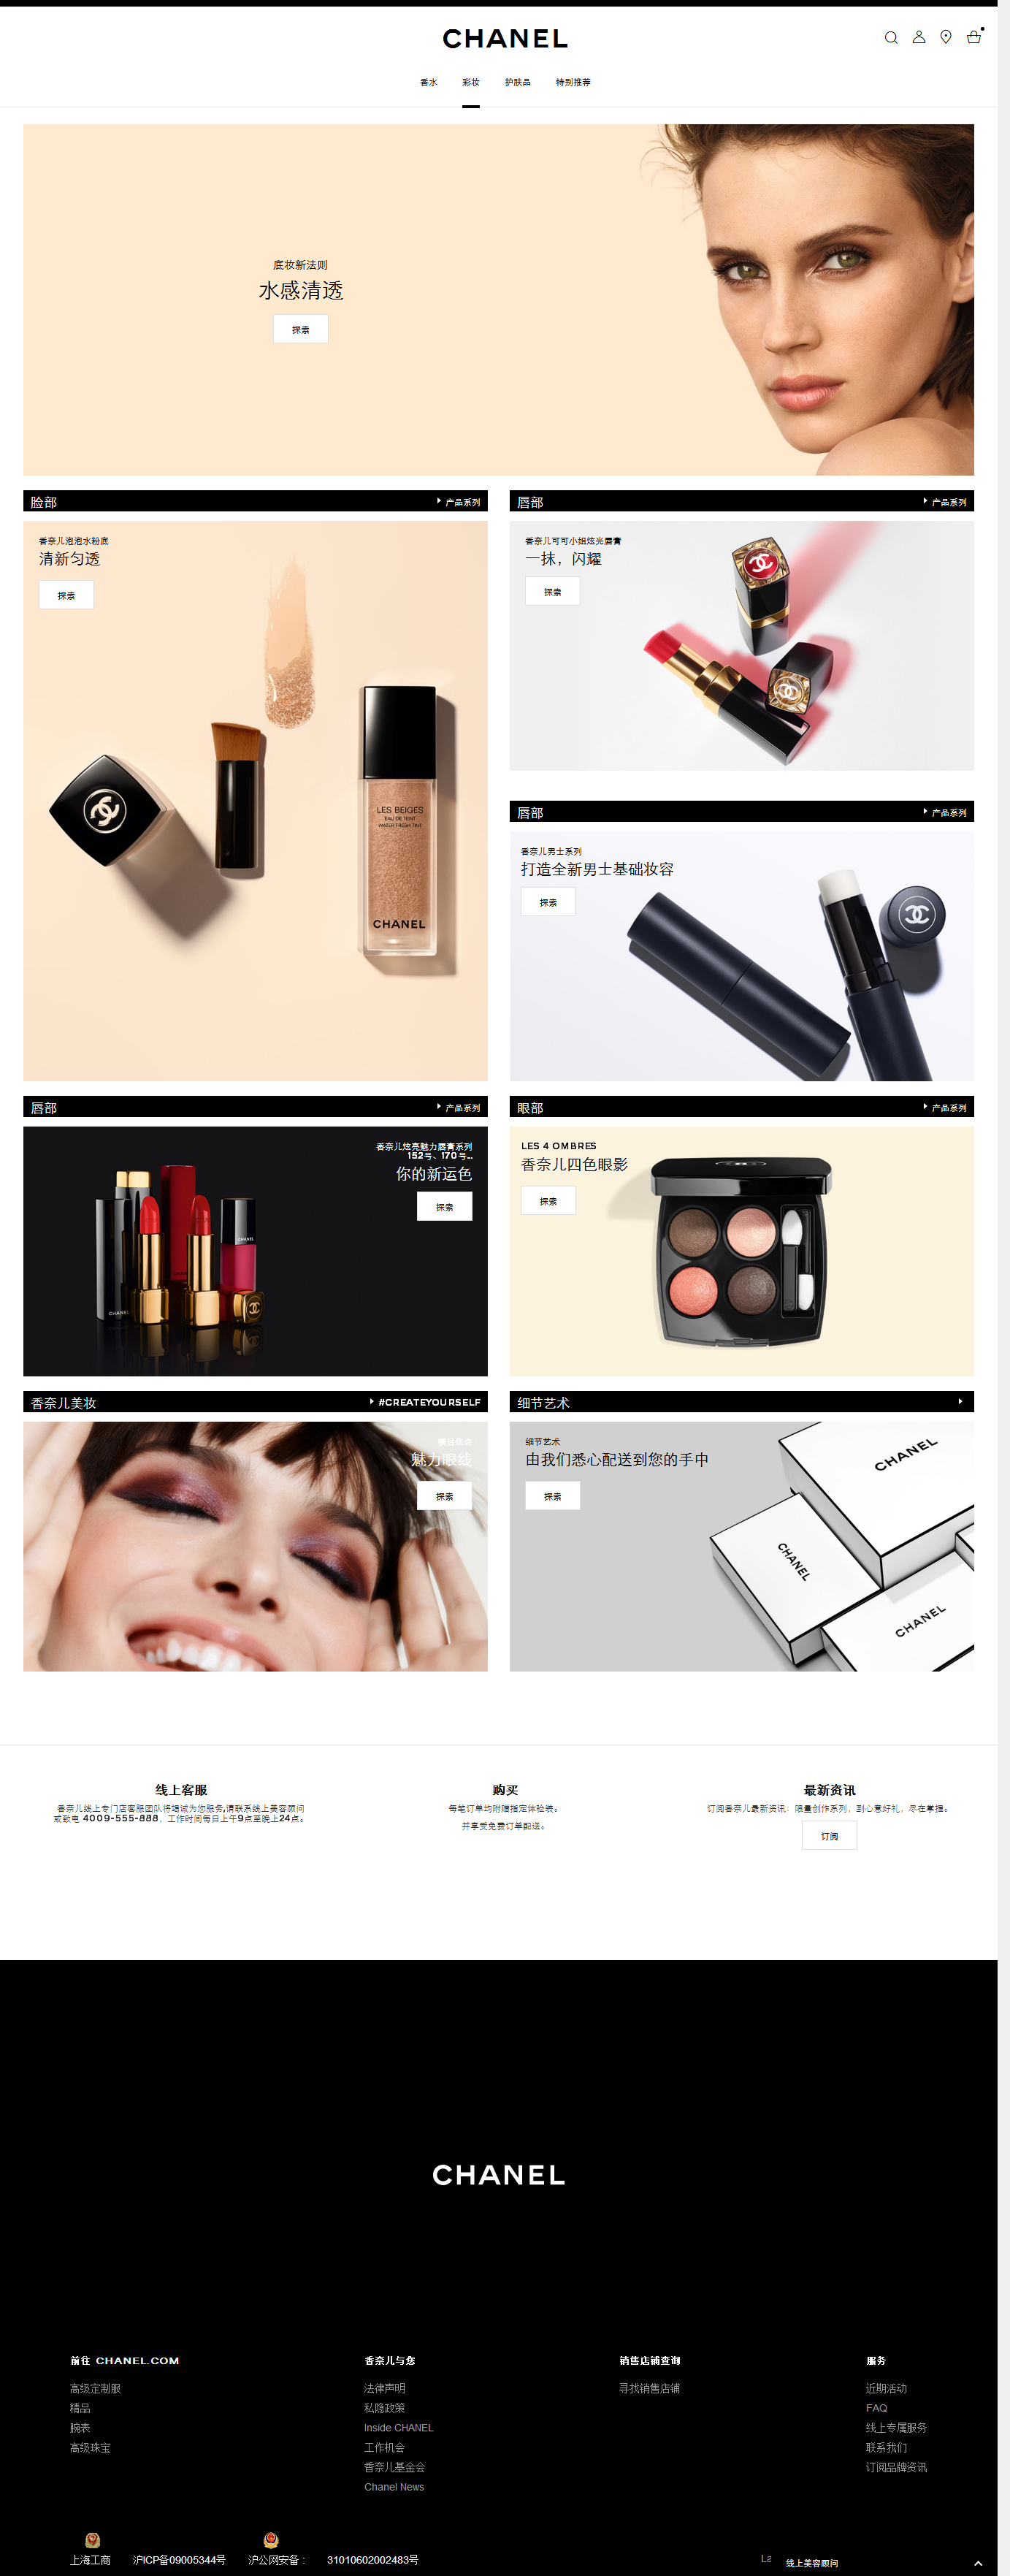 CHANEL
香水 彩妆 护肤品 特别推荐
底妆新法则
水感清透
探索
脸部 产品系列
香奈儿泡泡水粉底
清新匀透
探索
LES BEIGES
EAU DE TEINT
WATER FRESH TINT
CHANEL
唇部 产品系列
香奈儿可可小姐炫光唇膏
一抹，闪耀
探索
唇部 产品系列
香奈儿男士系列
打造全新男士基础妆容
探索
唇部 产品系列
香奈儿炫亮魅力唇膏系列
152号、170号...
你的新运色
探索
CHANEL
CHANEL
眼部 产品系列
LES 4 OMBRES
香奈儿四色眼影
探索
香奈儿美妆 #CREATEYOURSELF
魅力眼线
探索
细节艺术
细节艺术
由我们悉心配送到您的手中
探索
CHANEL
CHANEL
CHANEL
线上客服
香奈儿线上专门店客服团队将竭诚为您服务,请联系线上美容顾问
或致电 4009-555-888，工作时间每日上午9点至晚上24点。
购买
每笔订单均附赠指定体验装。
并享受免费订单配送。
最新资讯
订阅香奈儿最新资讯：限量创作系列，到心意好礼，尽在掌握。
订阅
CHANEL
前往 CHANEL.COM
高级定制服
精品
腕表
高级珠宝
香奈儿与您
法律声明
私隐政策
Inside CHANEL
工作机会
香奈儿基金会
Chanel News
销售店铺查询
寻找销售店铺
服务
近期活动
FAQ
线上专属服务
联系我们
订阅品牌资讯
上海工商 沪ICP备09005344号 沪公网安备： 31010602002483号
La
线上美容顾问